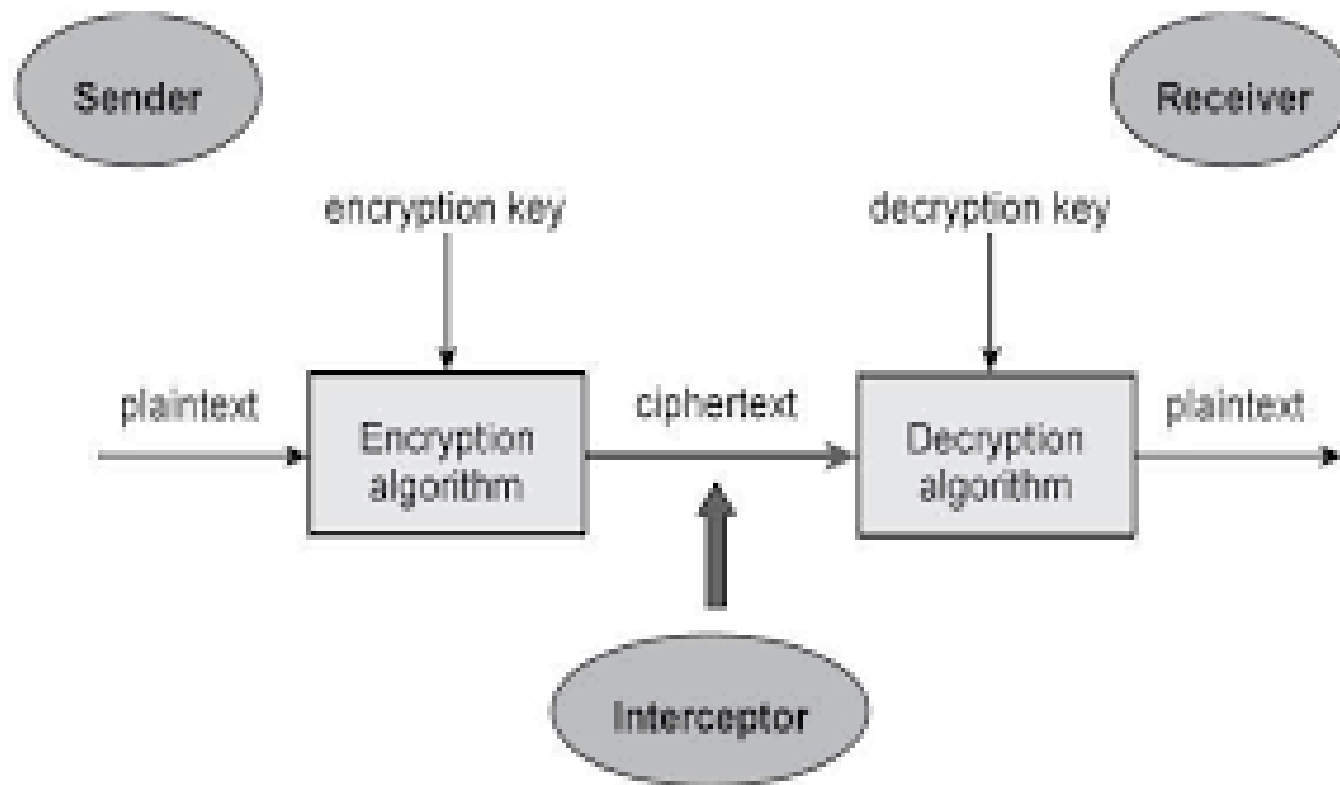 Sender
Receiver
encryption key
decryption key
plaintext
Encryption
algorithm
ciphertext
Decryption
algorithm
plaintext
Interceptor